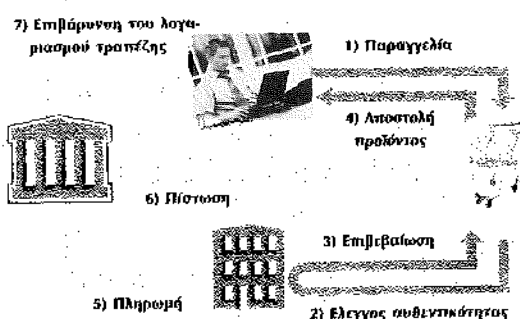 7) Επιβάρυνση του λογα-
ριασμού τραπέζης
1) Παραγγελία
4) Αποστολή
προϊόντος
6) Πίστωση
3) Επιβεβαίωση
5) Πληρωμή
2) Ελεγχος αυθεντικότητας